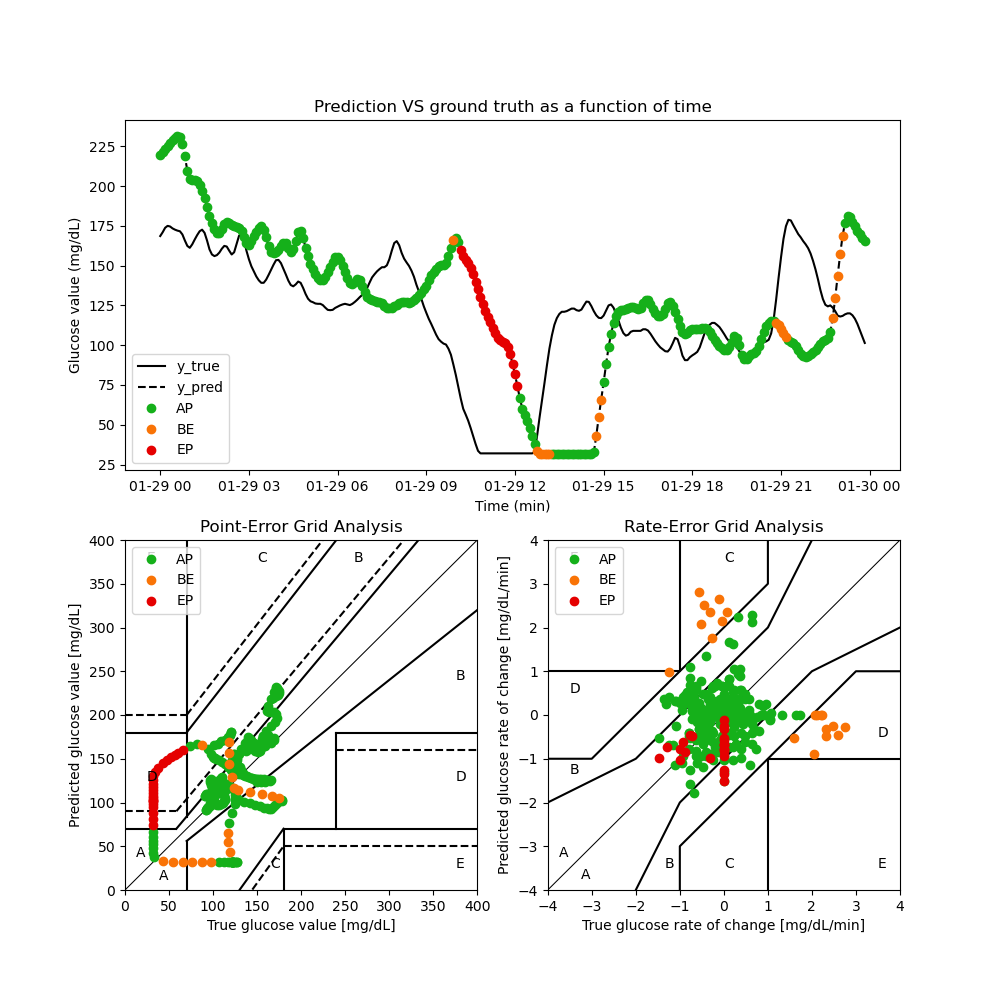 Prediction VS ground truth as a function of time
Glucose value (mg/dL)
225
200
175
150
125
100
75
50
25
y_true
y_pred
AP
BE
EP
01-29 00 01-29 03 01-29 06 01-29 09 01-29 12 01-29 15 01-29 18 01-29 21 01-30 00
Time (min)
Point-Error Grid Analysis
Predicted glucose value [mg/dL]
400
350
300
250
200
150
100
50
0
AP
BE
EP
C
B
B
D
D
A
A
C
E
0 50 100 150 200 250 300 350 400
True glucose value [mg/dL]
Rate-Error Grid Analysis
Predicted glucose rate of change [mg/dL/min]
4
3
2
1
0
−1
−2
−3
−4
AP
BE
EP
C
D
D
B
A
A
B
C
E
−4 −3 −2 −1 0 1 2 3 4
True glucose rate of change [mg/dL/min]